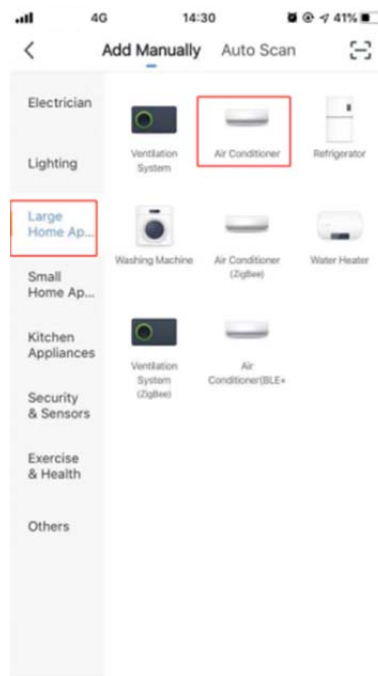 4G 14:30 41%
Add Manually Auto Scan
Electrician
Lighting
Large
Home Ap...
Small
Home Ap...
Kitchen
Appliances
Security
& Sensors
Exercise
& Health
Others
Ventilation
System
Air Conditioner
Refrigerator
Washing Machine
Air Conditioner
(ZigBee)
Water Heater
Ventilation
System
(ZigBee)
Air
Conditioner(BLE+